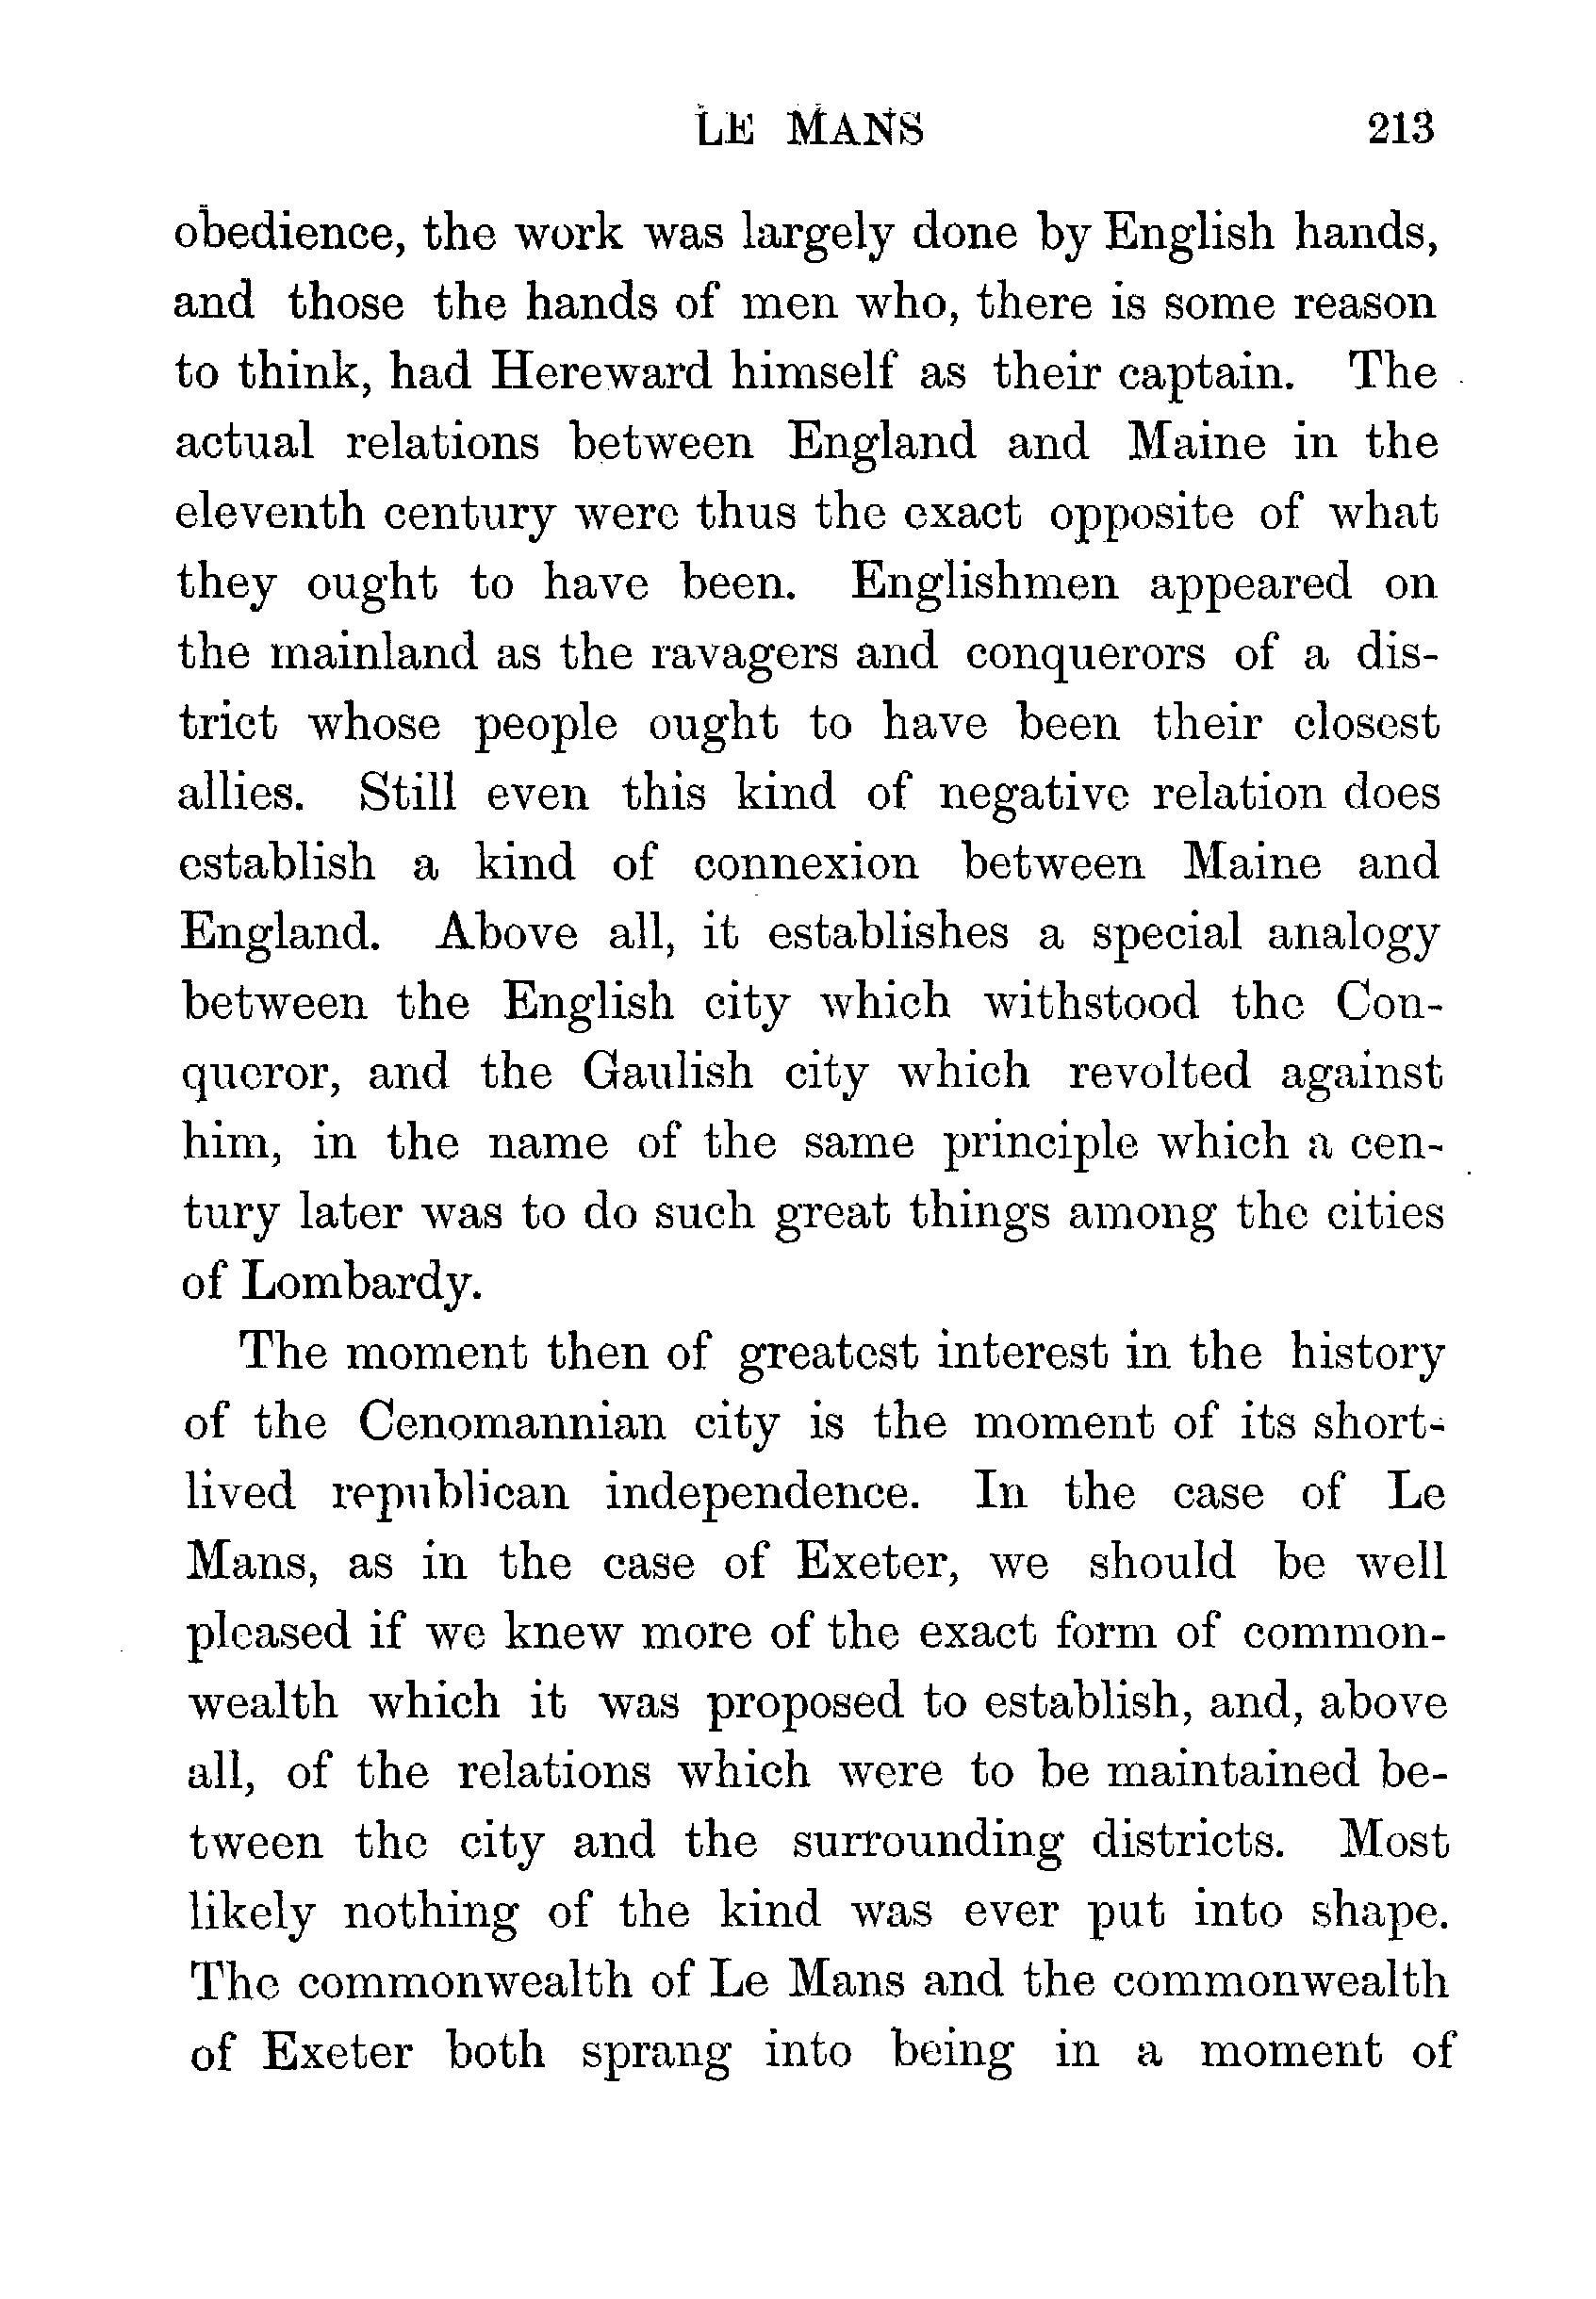 LE MANS 213
obedience, the work was largely done by English hands,
and those the hands of men who, there is some reason
to think, had Hereward himself as their captain. The
actual relations between England and Maine in the
eleventh century were thus the exact opposite of what
they ought to have been. Englishmen appeared on
the mainland as the ravagers and conquerors of a dis-
trict whose people ought to have been their closest
allies. Still even this kind of negative relation does
establish a kind of connexion between Maine and
England. Above all, it establishes a special analogy
between the English city which withstood the Con-
queror, and the Gaulish city which revolted against
him, in the name of the same principle which a cen-
tury later was to do such great things among the cities
of Lombardy.
The moment then of greatest interest in the history
of the Cenomannian city is the moment of its short-
lived republican independence. In the case of Le
Mans, as in the case of Exeter, we should be well
pleased if we knew more of the exact form of common-
wealth which it was proposed to establish, and, above
all, of the relations which were to be maintained be-
tween the city and the surrounding districts. Most
likely nothing of the kind was ever put into shape.
The commonwealth of Le Mans and the commonwealth
of Exeter both sprang into being in a moment of